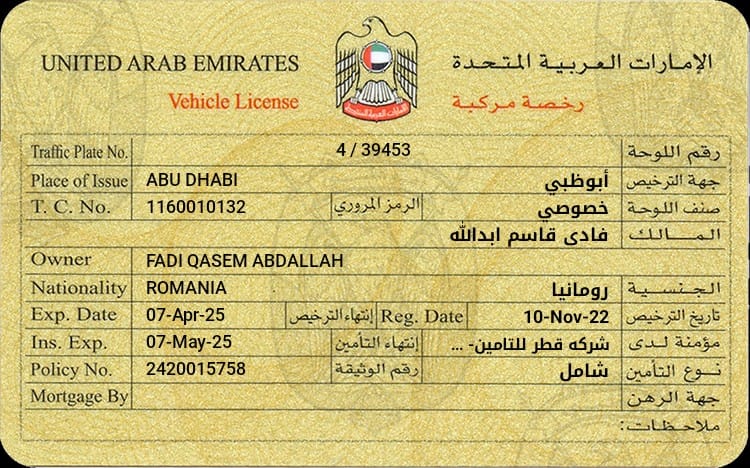 UNITED ARAB EMIRATES الإمارات العربية المتحدة
Vehicle License رخصة مركبة
Traffic Plate No. 4 / 39453 رقم اللوحة
Place of Issue ABU DHABI أبوظبي جهة الترخيص
T. C. No. 1160010132 الرمز المروري خصوصي صنف اللوحة
فادى قاسم ابدالله المالك
Owner FADI QASEM ABDALLAH
Nationality ROMANIA رومانيا الجنسية
Exp. Date 07-Apr-25 إنتهاء الترخيص Reg. Date 10-Nov-22 تاريخ الترخيص
Ins. Exp. 07-May-25 إنتهاء التأمين شركه قطر للتامين- ... مؤمنة لدى
Policy No. 2420015758 رقم الوثيقة شامل نوع التأمين
Mortgage By جهة الرهن
ملاحظات: